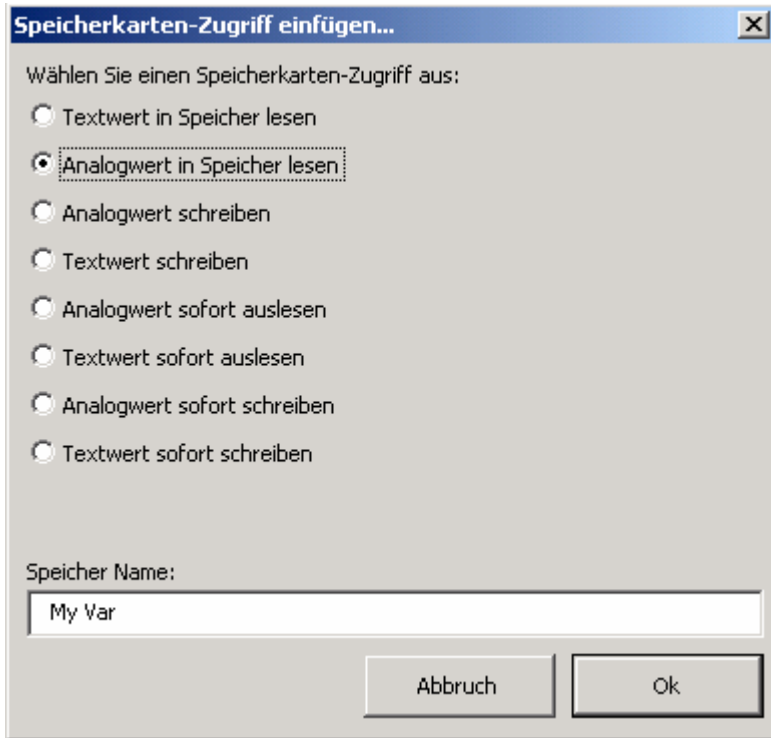 Speicherkarten-Zugriff einfügen...
Wählen Sie einen Speicherkarten-Zugriff aus:
Textwert in Speicher lesen
Analogwert in Speicher lesen
Analogwert schreiben
Textwert schreiben
Analogwert sofort auslesen
Textwert sofort auslesen
Analogwert sofort schreiben
Textwert sofort schreiben
Speicher Name:
My Var
Abbruch
Ok